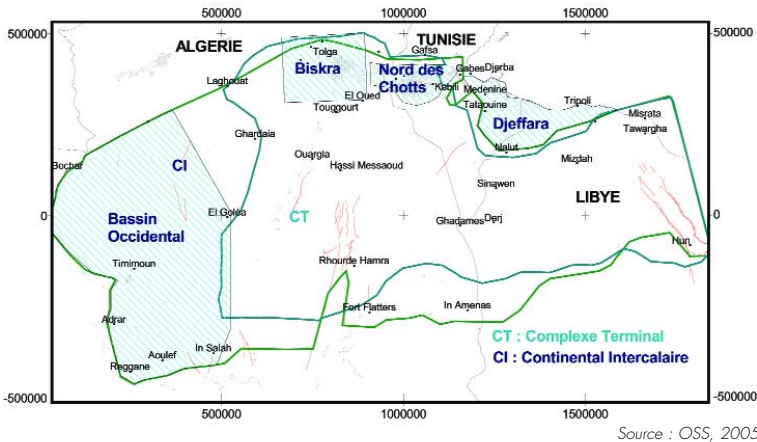 500000 1000000 1500000
500000 500000
ALGERIE TUNISIE
Tolga Gafsa
Biskra Nord des Chotts Gabes Djerba
Laghouat El Oued Kebili Medenine
Touggourt Tataouine Tripoli Misrata
Djeffara Tawargha
Ghardaia
Ouargla Nalut
Bechar CI Hassi Messaoud Mizdah
Sinawen
LIBYE
0 El Goléa CT Ghadames Derj 0
Bassin
Occidental
Hun
Timimoun Rhourde Hamra
Fort Flatters In Amenas
Adrar
In Salah CT : Complexe Terminal
Aoulef CI : Continental Intercalaire
Reggane
-500000 -500000
500000 1000000 1500000
Source : OSS, 2005